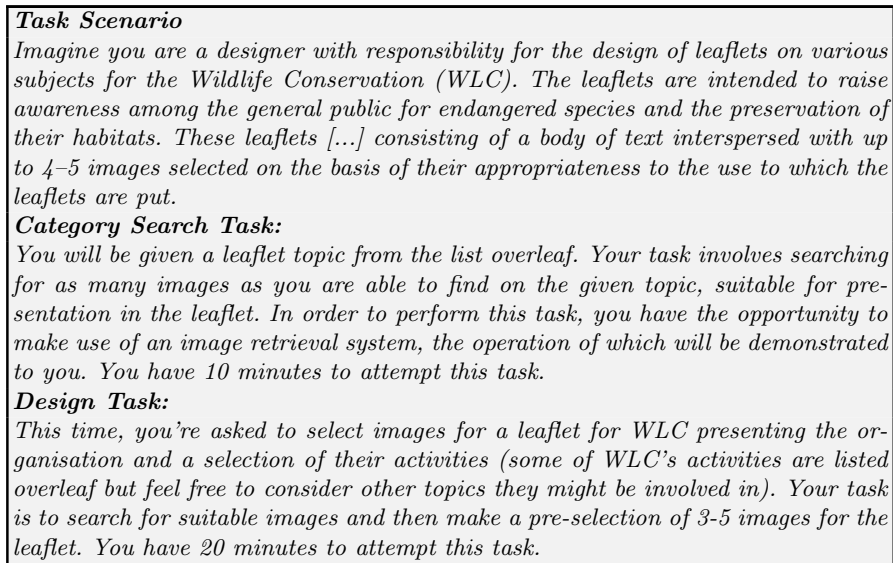 Task Scenario
Imagine you are a designer with responsibility for the design of leaflets on various
subjects for the Wildlife Conservation (WLC). The leaflets are intended to raise
awareness among the general public for endangered species and the preservation of
their habitats. These leaflets [...] consisting of a body of text interspersed with up
to 4–5 images selected on the basis of their appropriateness to the use to which the
leaflets are put.
Category Search Task:
You will be given a leaflet topic from the list overleaf. Your task involves searching
for as many images as you are able to find on the given topic, suitable for pre-
sentation in the leaflet. In order to perform this task, you have the opportunity to
make use of an image retrieval system, the operation of which will be demonstrated
to you. You have 10 minutes to attempt this task.
Design Task:
This time, you're asked to select images for a leaflet for WLC presenting the or-
ganisation and a selection of their activities (some of WLC's activities are listed
overleaf but feel free to consider other topics they might be involved in). Your task
is to search for suitable images and then make a pre-selection of 3-5 images for the
leaflet. You have 20 minutes to attempt this task.